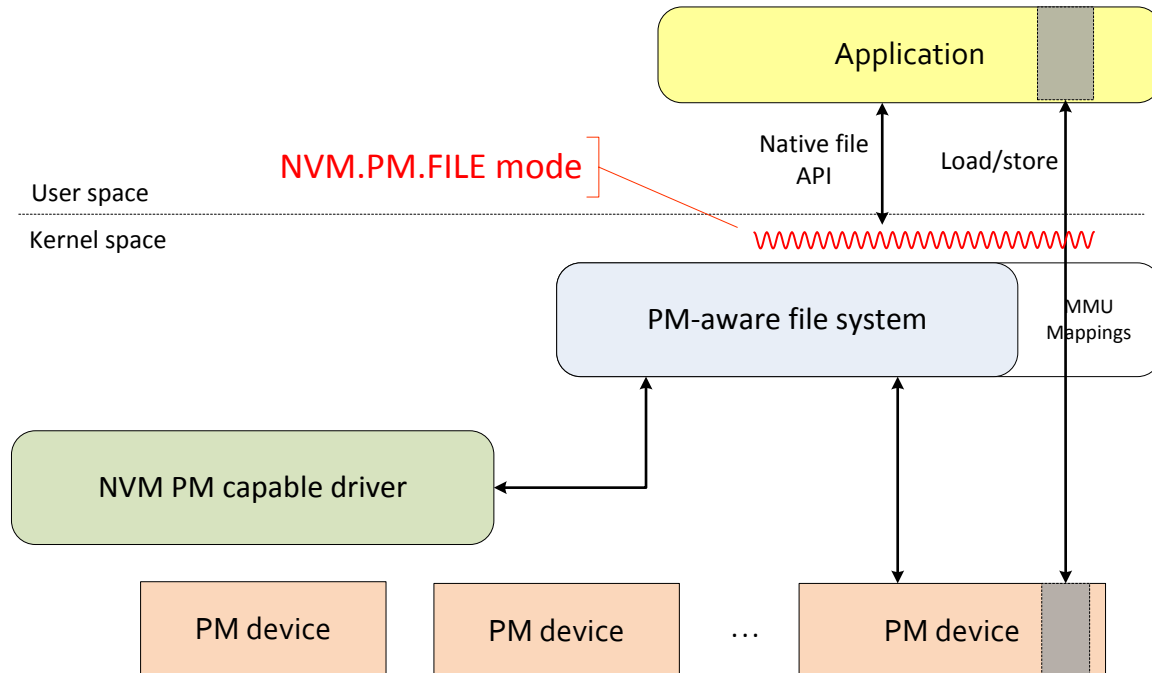 Application
Native file
API
Load/store
NVM.PM.FILE mode
User space
Kernel space
PM-aware file system
MMU
Mappings
NVM PM capable driver
PM device
PM device
...
PM device